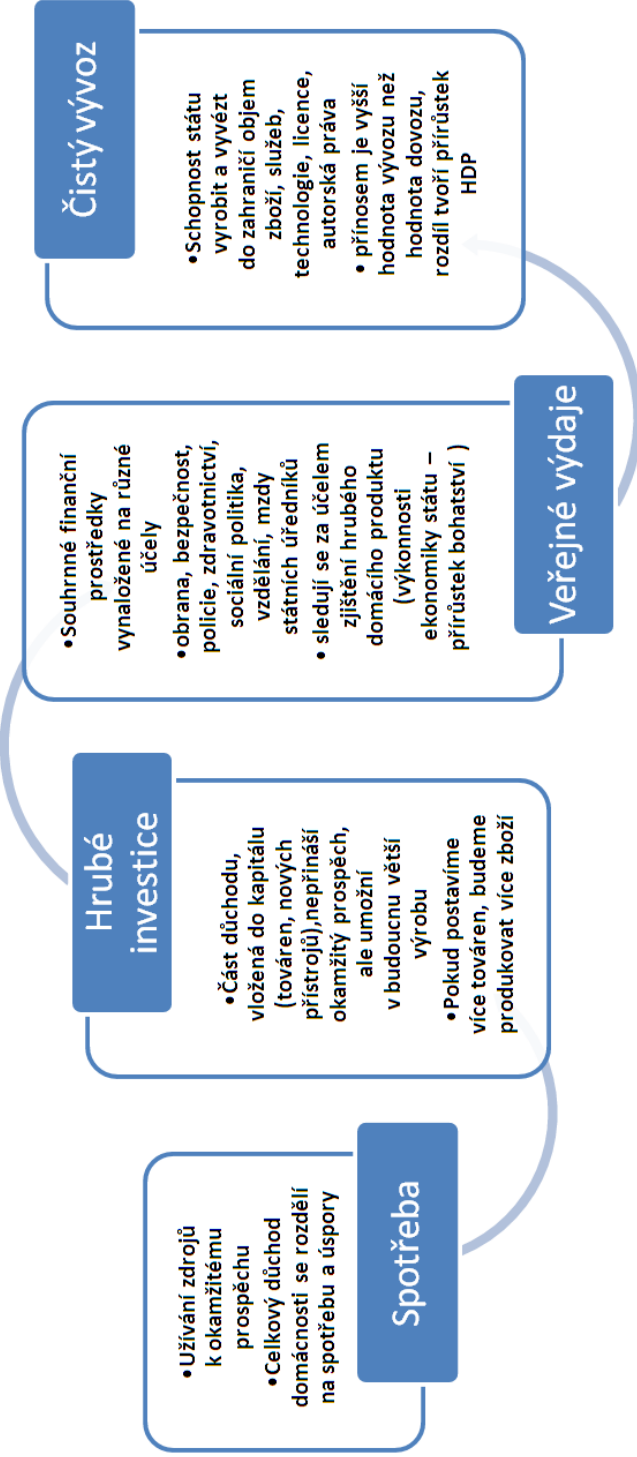 •Užívání zdrojů
k okamžitému
prospěchu
•Celkový důchod
domácnosti se rozdělí
na spotřebu a úspory
Spotřeba
Hrubé
investice
•Část důchodu,
vložená do kapitálu
(továren, nových
přístrojů),nepřináší
okamžitý prospěch,
ale umožní
v budoucnu větší
výrobu
•Pokud postavíme
více továren, budeme
produkovat více zboží
•Souhrnné finanční
prostředky
vynaložené na různé
účely
•obrana, bezpečnost,
policie, zdravotnictví,
sociální politika,
vzdělání, mzdy
státních úředníků
• sledují se za účelem
zjištění hrubého
domácího produktu
(výkonnosti
ekonomiky státu –
přírůstek bohatství )
Veřejné výdaje
Čistý vývoz
•Schopnost státu
vyrobit a vyvézt
do zahraničí objem
zboží, služeb,
technologie, licence,
autorská práva
• přínosem je vyšší
hodnota vývozu než
hodnota dovozu,
rozdíl tvoří přírůstek
HDP